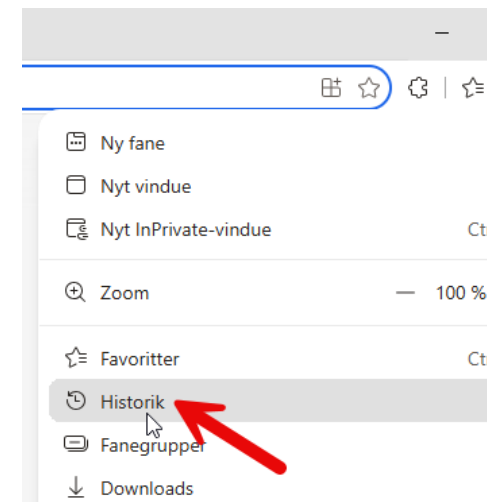 Ny fane
Nyt vindue
Nyt InPrivate-vindue
Zoom — 100 %
Favoritter
Historik
Fanegrupper
Downloads